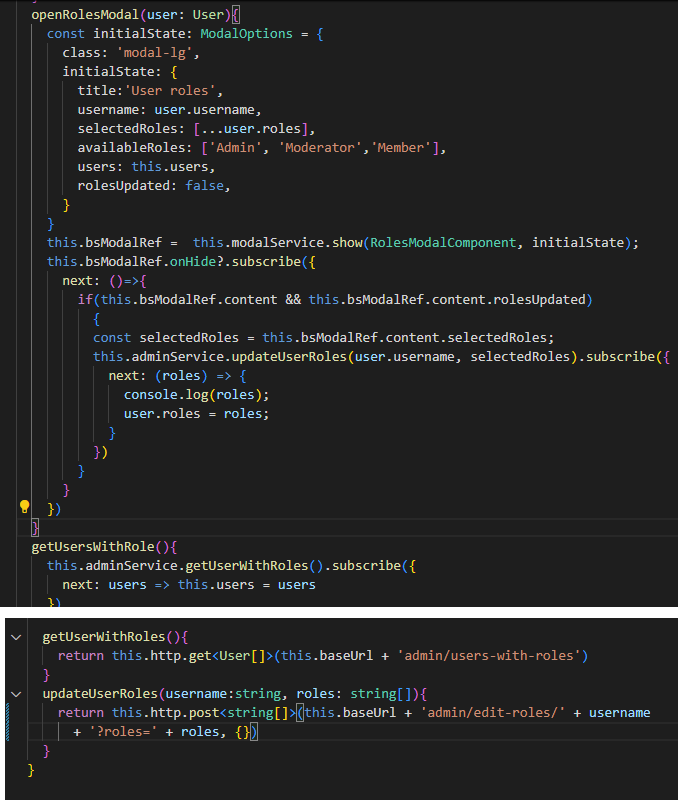 openRolesModal(user: User){
const initialState: ModalOptions = {
class: 'modal-lg',
initialState: {
title:'User roles',
username: user.username,
selectedRoles: [...user.roles],
availableRoles: ['Admin', 'Moderator','Member'],
users: this.users,
rolesUpdated: false,
}
}
this.bsModalRef =  this.modalService.show(RolesModalComponent, initialState);
this.bsModalRef.onHide?.subscribe({
next: ()=>{
if(this.bsModalRef.content && this.bsModalRef.content.rolesUpdated)
{
const selectedRoles = this.bsModalRef.content.selectedRoles;
this.adminService.updateUserRoles(user.username, selectedRoles).subscribe({
next: (roles) => {
console.log(roles);
user.roles = roles;
}
})
}
}
})
}
getUsersWithRole(){
this.adminService.getUserWithRoles().subscribe({
next: users => this.users = users
})
getUserWithRoles(){
return this.http.get<User[]>(this.baseUrl + 'admin/users-with-roles')
}
updateUserRoles(username:string, roles: string[]){
return this.http.post<string[]>(this.baseUrl + 'admin/edit-roles/' + username
+ '?roles=' + roles, {})
}
}